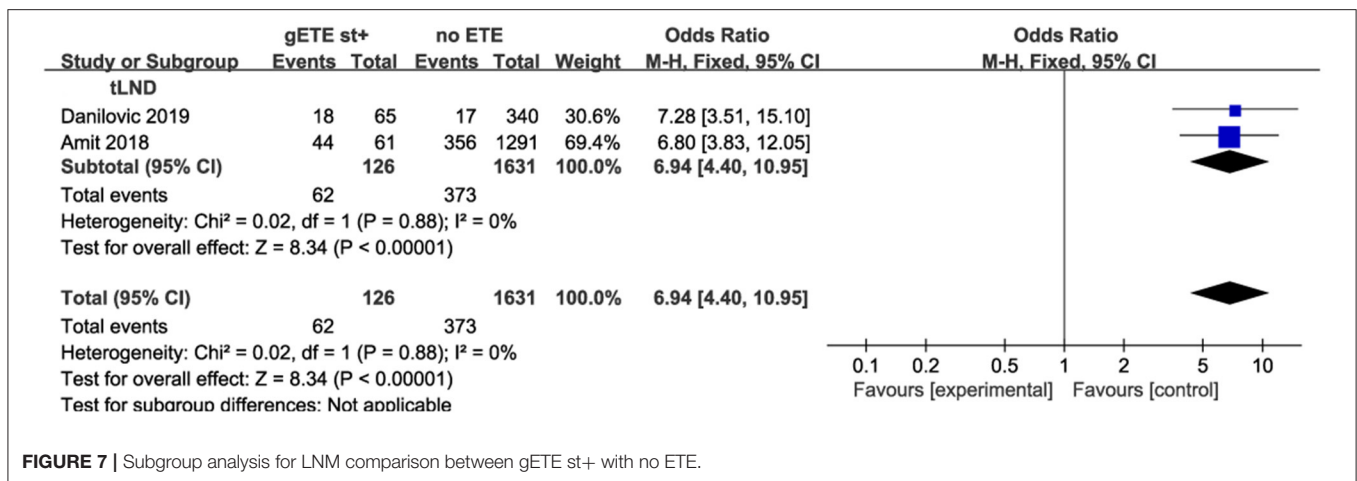 gETE st+ no ETE Odds Ratio Odds Ratio
Study or Subgroup Events Total Events Total Weight M-H, Fixed, 95% CI M-H, Fixed, 95% CI
tLND
Danilovic 2019 18 65 17 340 30.6% 7.28 [3.51, 15.10]
Amit 2018 44 61 356 1291 69.4% 6.80 [3.83, 12.05]
Subtotal (95% CI) 126 1631 100.0% 6.94 [4.40, 10.95]
Total events 62 373
Heterogeneity: Chi² = 0.02, df = 1 (P = 0.88); I² = 0%
Test for overall effect: Z = 8.34 (P < 0.00001)
Total (95% CI) 126 1631 100.0% 6.94 [4.40, 10.95]
Total events 62 373
Heterogeneity: Chi² = 0.02, df = 1 (P = 0.88); I² = 0%
Test for overall effect: Z = 8.34 (P < 0.00001)
Test for subgroup differences: Not applicable
0.1 0.2 0.5 1 2 5 10
Favours [experimental] Favours [control]
FIGURE 7 | Subgroup analysis for LNM comparison between gETE st+ with no ETE.